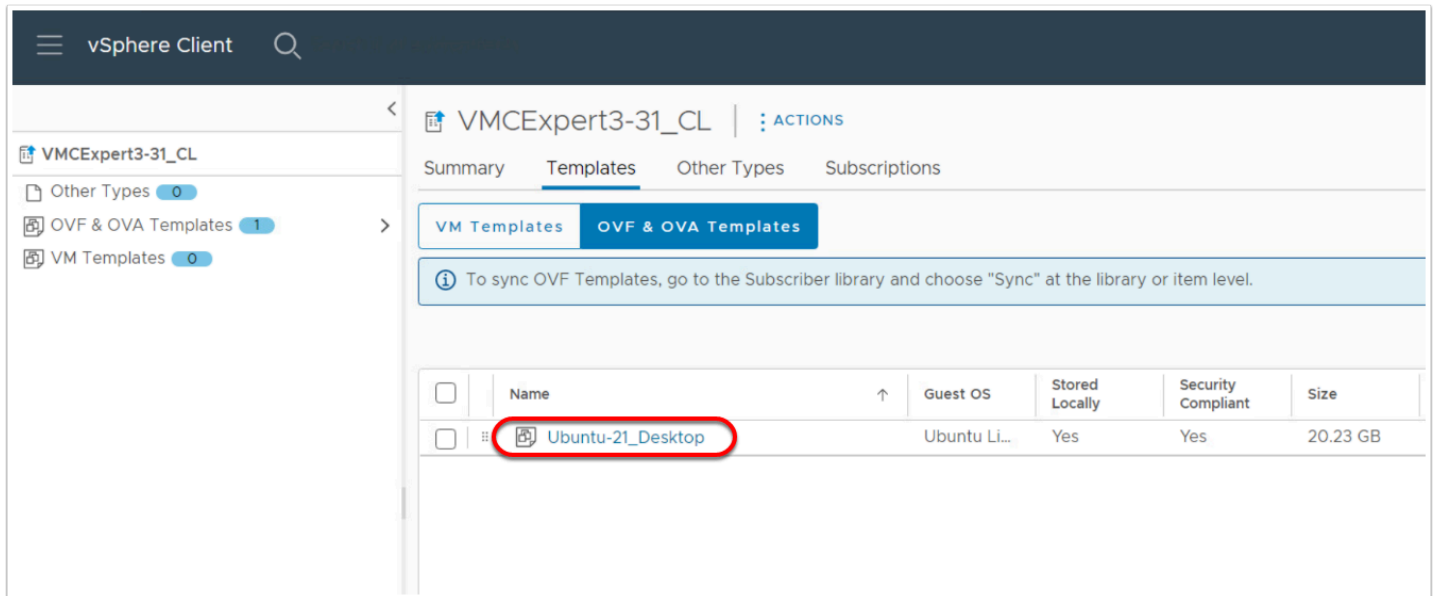 vSphere Client
VMCExpert3-31_CL
Other Types 0
OVF & OVA Templates 1
VM Templates 0
VMCExpert3-31_CL ACTIONS
Summary Templates Other Types Subscriptions
VM Templates OVF & OVA Templates
To sync OVF Templates, go to the Subscriber library and choose "Sync" at the library or item level.
Name Guest OS Stored Locally Security Compliant Size
Ubuntu-21_Desktop Ubuntu Li... Yes Yes 20.23 GB